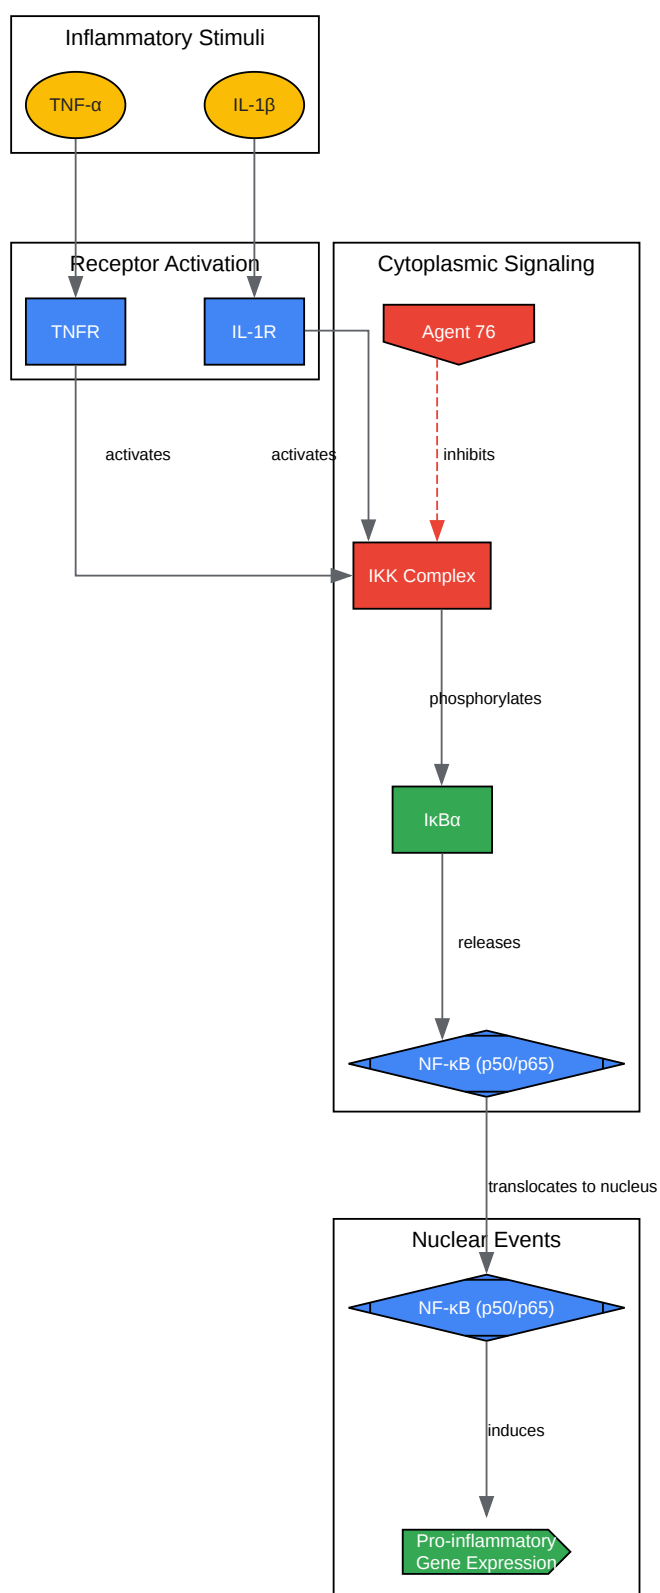 Inflammatory Stimuli
TNF-α
IL-1β
Receptor Activation
Cytoplasmic Signaling
TNFR
IL-1R
Agent 76
activates
activates
inhibits
IKK Complex
phosphorylates
IκBα
releases
NF-κB (p50/p65)
translocates to nucleus
Nuclear Events
NF-κB (p50/p65)
induces
Pro-inflammatory
Gene Expression